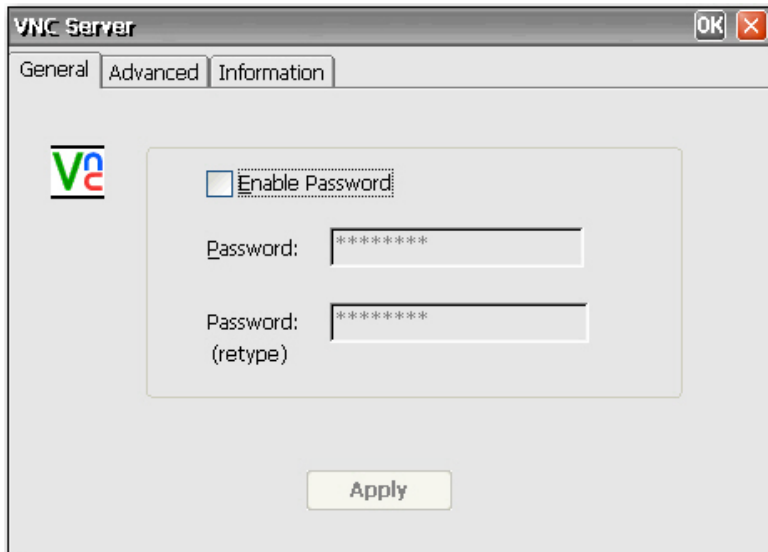 VNC Server OK
General Advanced Information
Vnc
Enable Password
Password: ********
Password: ********
(retype)
Apply